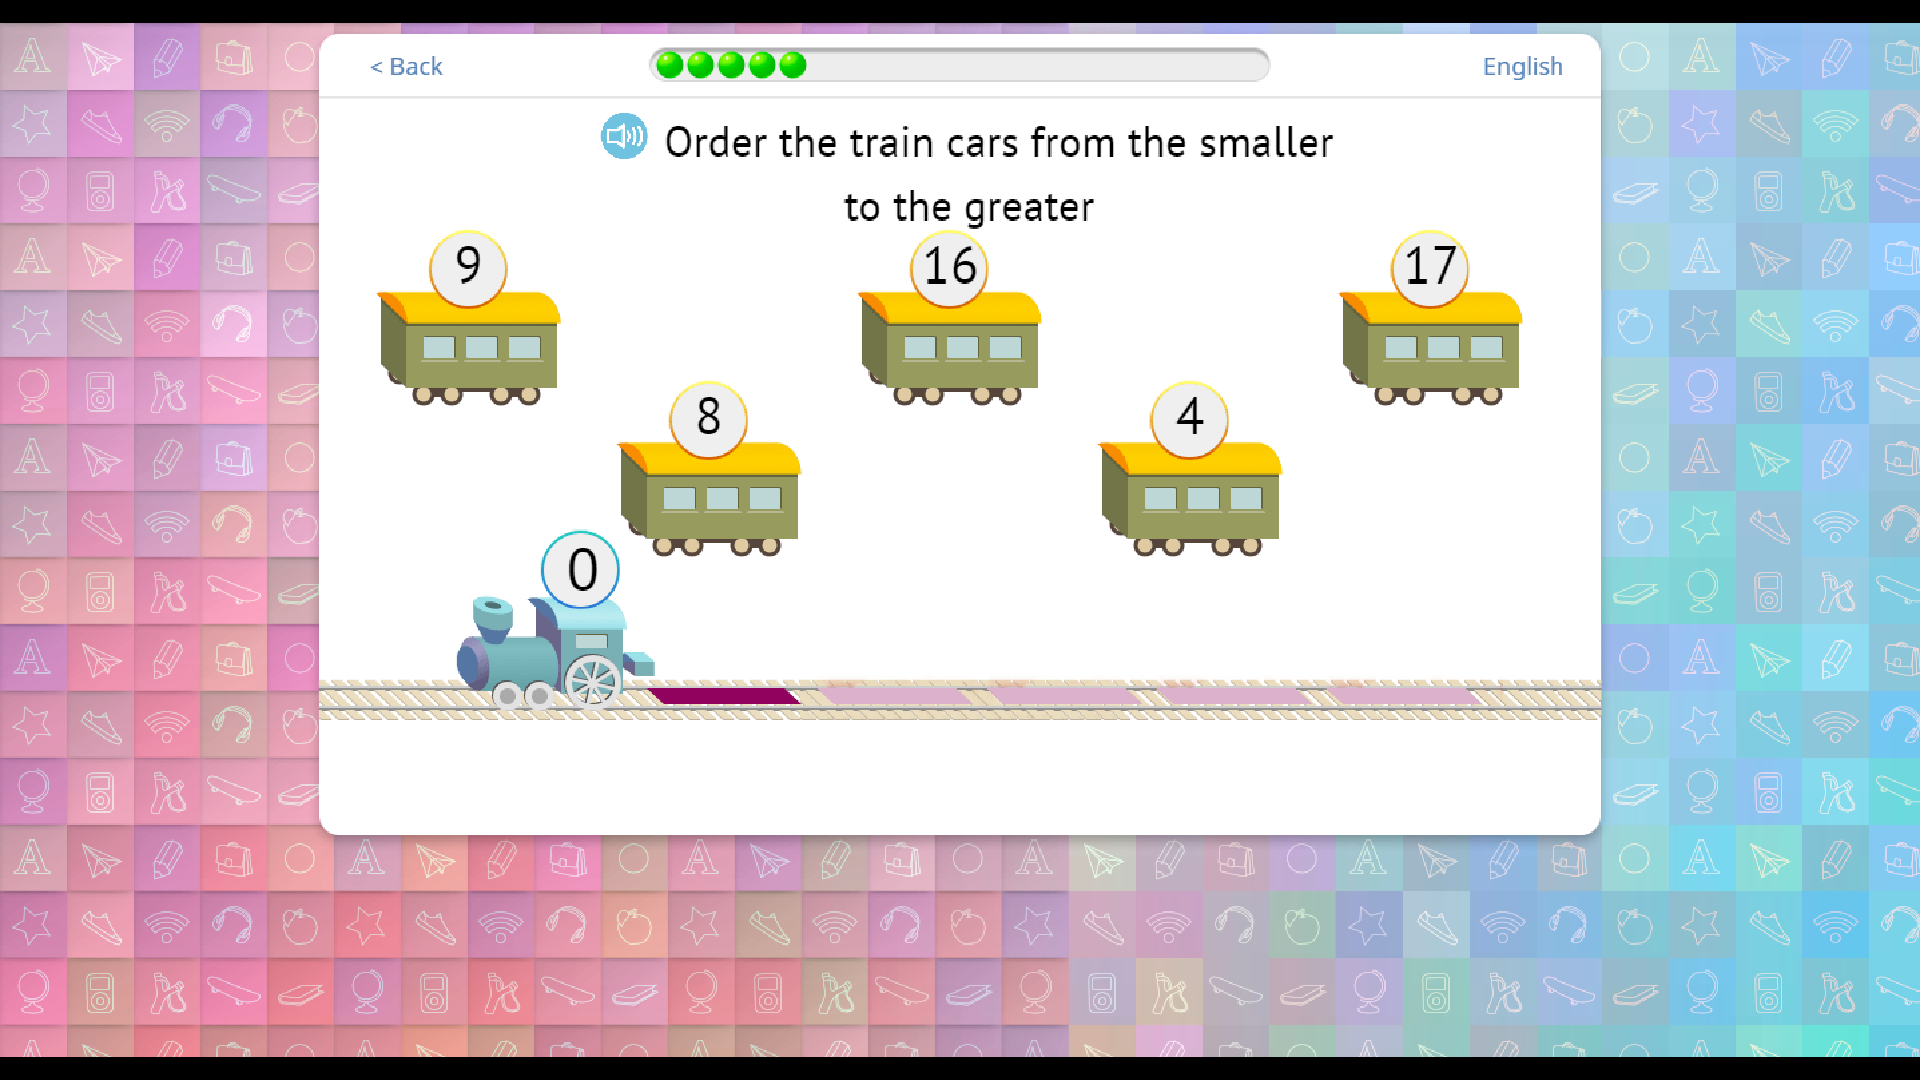 < Back
English
Order the train cars from the smaller
to the greater
9
16
17
8
4
0